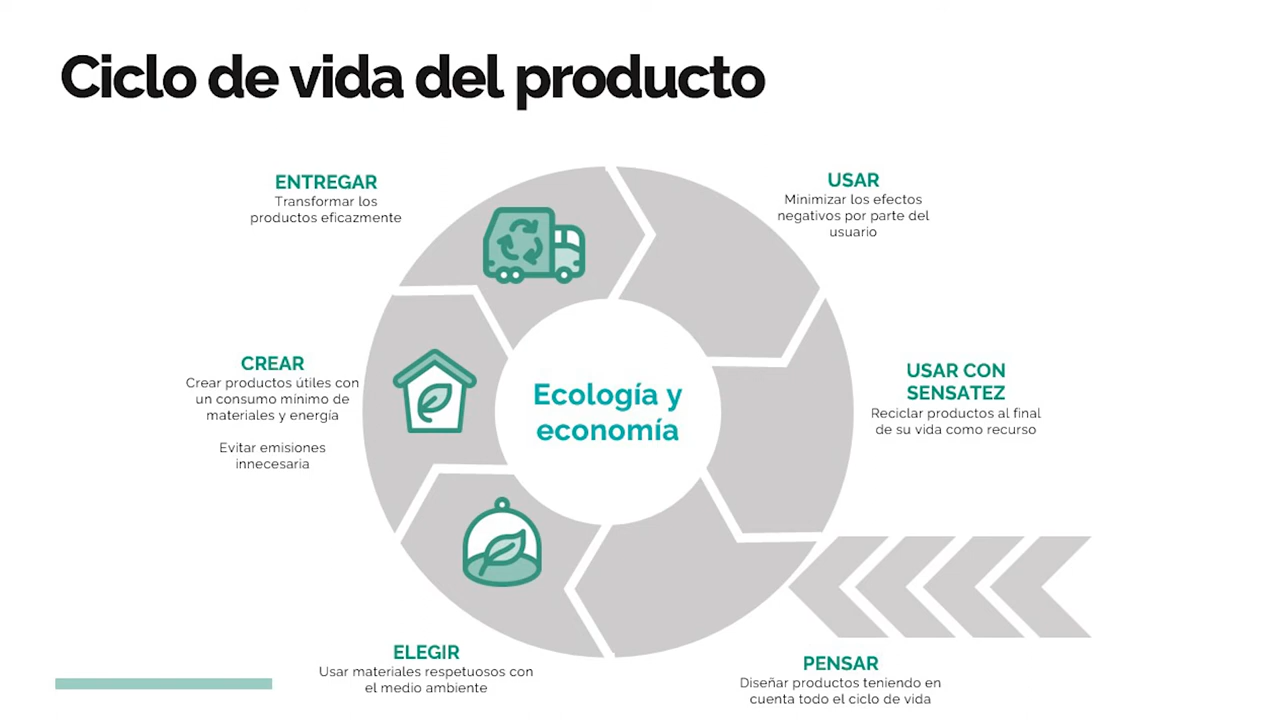 Ciclo de vida del producto
ENTREGAR
Transformar los
productos eficazmente
USAR
Minimizar los efectos
negativos por parte del
usuario
CREAR
Crear productos útiles con
un consumo mínimo de
materiales y energía
Evitar emisiones
innecesaria
Ecología y
economía
USAR CON
SENSATEZ
Reciclar productos al final
de su vida como recurso
ELEGIR
Usar materiales respetuosos con
el medio ambiente
PENSAR
Diseñar productos teniendo en
cuenta todo el ciclo de vida